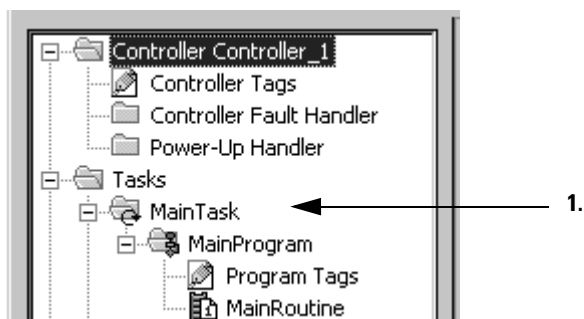 Controller Controller_1
Controller Tags
Controller Fault Handler
Power-Up Handler
Tasks
MainTask
1.
MainProgram
Program Tags
MainRoutine